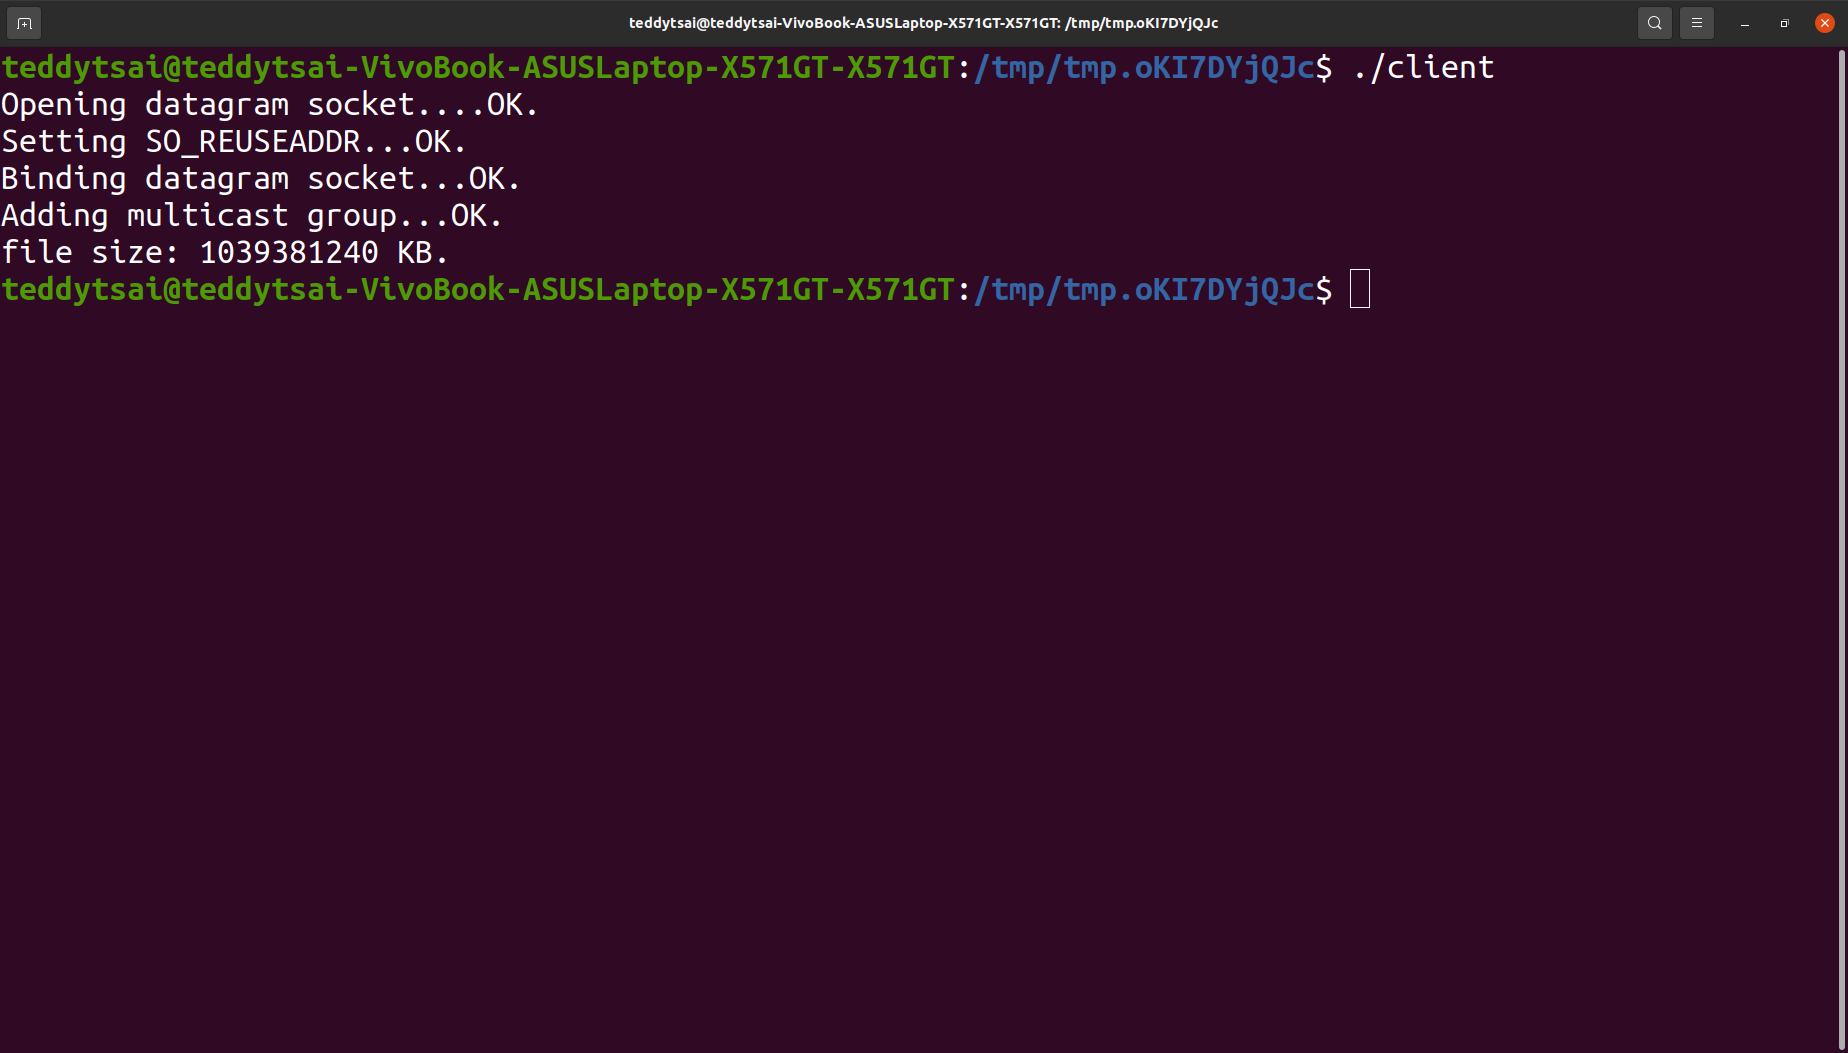 teddytsai@teddytsai-VivoBook-ASUSLaptop-X571GT-X571GT: /tmp/tmp.oKI7DYjQJc
teddytsai@teddytsai-VivoBook-ASUSLaptop-X571GT-X571GT:/tmp/tmp.oKI7DYjQJc$ ./client
Opening datagram socket....OK.
Setting SO_REUSEADDR...OK.
Binding datagram socket...OK.
Adding multicast group...OK.
file size: 1039381240 KB.
teddytsai@teddytsai-VivoBook-ASUSLaptop-X571GT-X571GT:/tmp/tmp.oKI7DYjQJc$